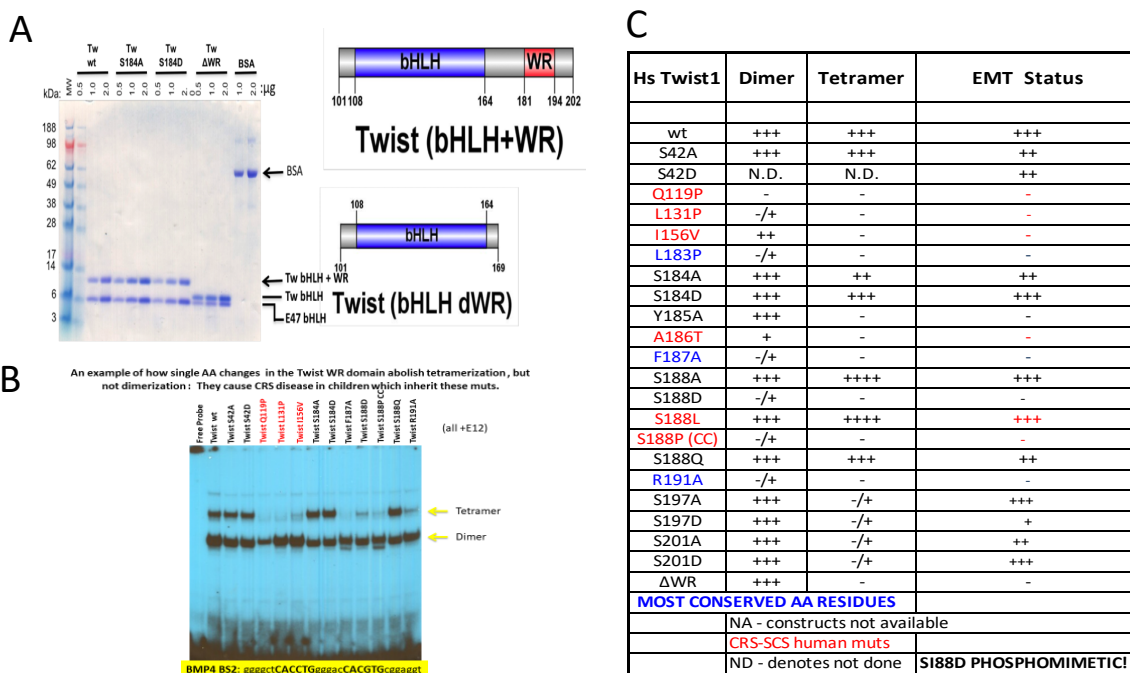 A
Tw wt
Tw S184A
Tw S184D
Tw ΔWR
BSA
kDa:
MW
0.5
1.0
2.0
0.5
1.0
2.
0.5
1.0
2.
0.5
1.0
2.0
1.0
2.0
µg
188
98
62
49
38
28
17
14
6
3
BSA
Tw bHLH + WR
Tw bHLH
E47 bHLH
bHLH
WR
101 108 164 181 194 202
Twist (bHLH+WR)
108 164
bHLH
101 169
Twist (bHLH dWR)
B
An example of how single AA changes in the Twist WR domain abolish tetramerization, but
not dimerization: They cause CRS disease in children which inherit these muts.
Free Probe
Twist wt
Twist S42A
Twist S42D
Twist Q119P
Twist L131P
Twist I156V
Twist S184A
Twist S184D
Twist F187A
Twist S188D
Twist S188P CC
Twist S188Q
Twist R191A
(all +E12)
Tetramer
Dimer
BMP4 BS2: ggggctCACCTGgggacCACGTGcggaggt
C
Hs Twist1 Dimer Tetramer EMT Status
wt +++ +++ +++
S42A +++ +++ ++
S42D N.D. N.D. ++
Q119P - - -
L131P -/+ - -
I156V ++ - -
L183P -/+ - -
S184A +++ ++ ++
S184D +++ +++ +++
Y185A +++ - -
A186T + - -
F187A -/+ - -
S188A +++ ++++ +++
S188D -/+ - -
S188L +++ ++++ +++
S188P (CC) -/+ - -
S188Q +++ +++ ++
R191A -/+ - -
S197A +++ -/+ +++
S197D +++ -/+ +
S201A +++ -/+ ++
S201D +++ -/+ +++
ΔWR +++ - -
MOST CONSERVED AA RESIDUES
NA - constructs not available
CRS-SCS human muts
ND - denotes not done SI88D PHOSPHOMIMETIC!